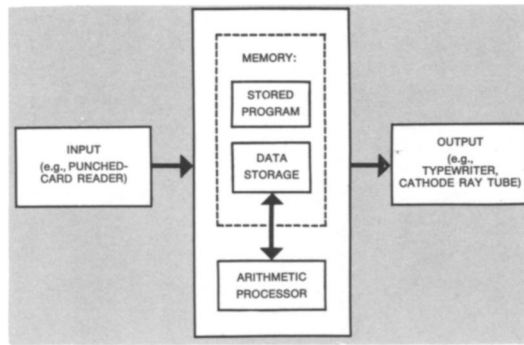 MEMORY:
STORED
PROGRAM
INPUT
(e.g., PUNCHED-
CARD READER)
DATA
STORAGE
OUTPUT
(e.g.,
TYPEWRITER,
CATHODE RAY TUBE)
ARITHMETIC
PROCESSOR